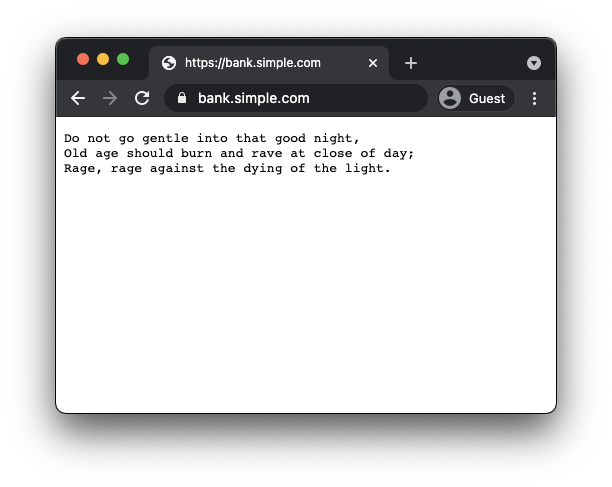 https://bank.simple.com
bank.simple.com
Guest
Do not go gentle into that good night,
Old age should burn and rave at close of day;
Rage, rage against the dying of the light.